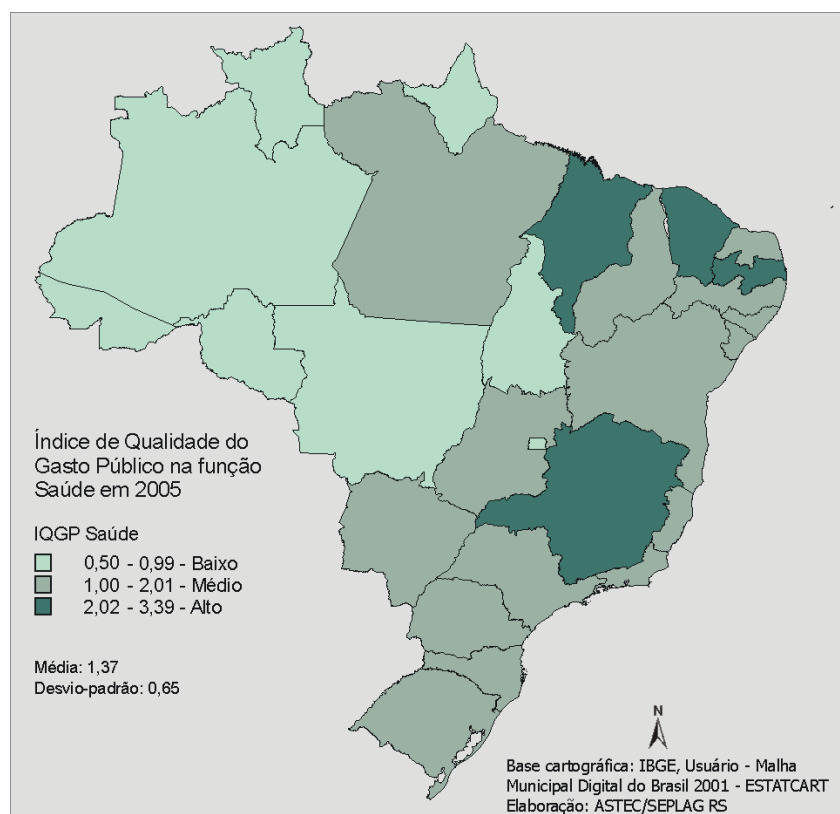 Índice de Qualidade do
Gasto Público na função
Saúde em 2005
IQGP Saúde
0,50 - 0,99 - Baixo
1,00 - 2,01 - Médio
2,02 - 3,39 - Alto
Média: 1,37
Desvio-padrão: 0,65
N
Base cartográfica: IBGE, Usuário - Malha
Municipal Digital do Brasil 2001 - ESTATCART
Elaboração: ASTEC/SEPLAG RS